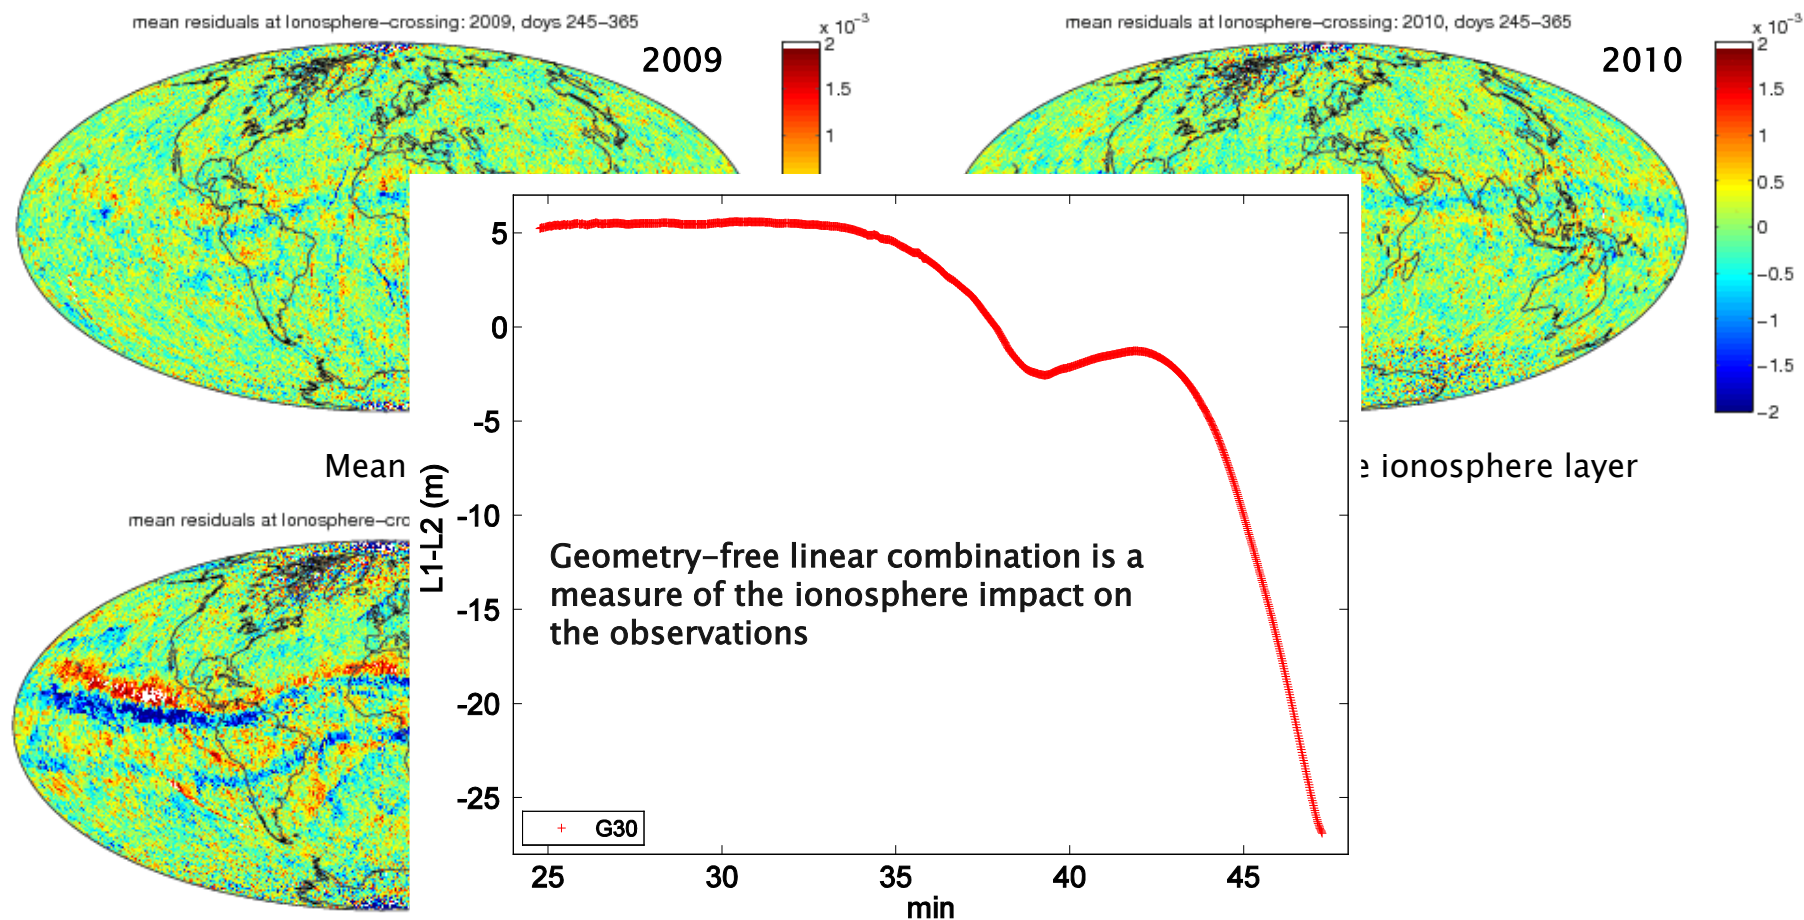 mean residuals at Ionosphere-crossing: 2009, doys 245-365
x 10⁻³
2009
2
1.5
1
mean residuals at Ionosphere-crossing: 2010, doys 245-365
x 10⁻³
2010
2
1.5
1
0.5
0
−0.5
−1
−1.5
−2
Mean
ionosphere layer
mean residuals at Ionosphere-cro
L1-L2 (m)
5
0
-5
-10
-15
-20
-25
Geometry-free linear combination is a
measure of the ionosphere impact on
the observations
G30
25 30 35 40 45
min